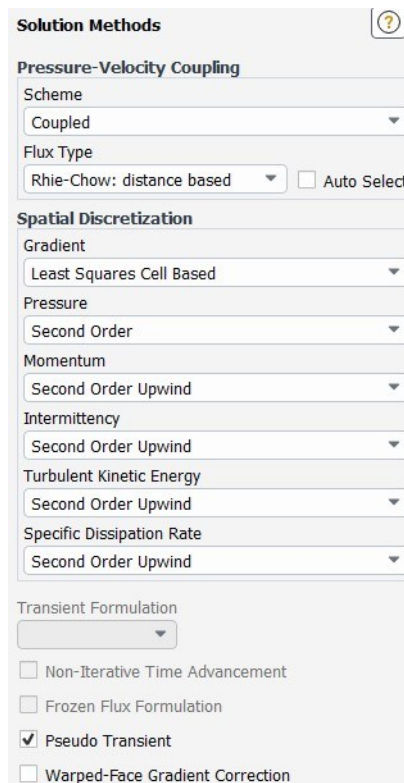 Solution Methods
?
Pressure-Velocity Coupling
Scheme
Coupled
Flux Type
Rhie-Chow: distance based Auto Select
Spatial Discretization
Gradient
Least Squares Cell Based
Pressure
Second Order
Momentum
Second Order Upwind
Intermittency
Second Order Upwind
Turbulent Kinetic Energy
Second Order Upwind
Specific Dissipation Rate
Second Order Upwind
Transient Formulation
Non-Iterative Time Advancement
Frozen Flux Formulation
Pseudo Transient
Warped-Face Gradient Correction